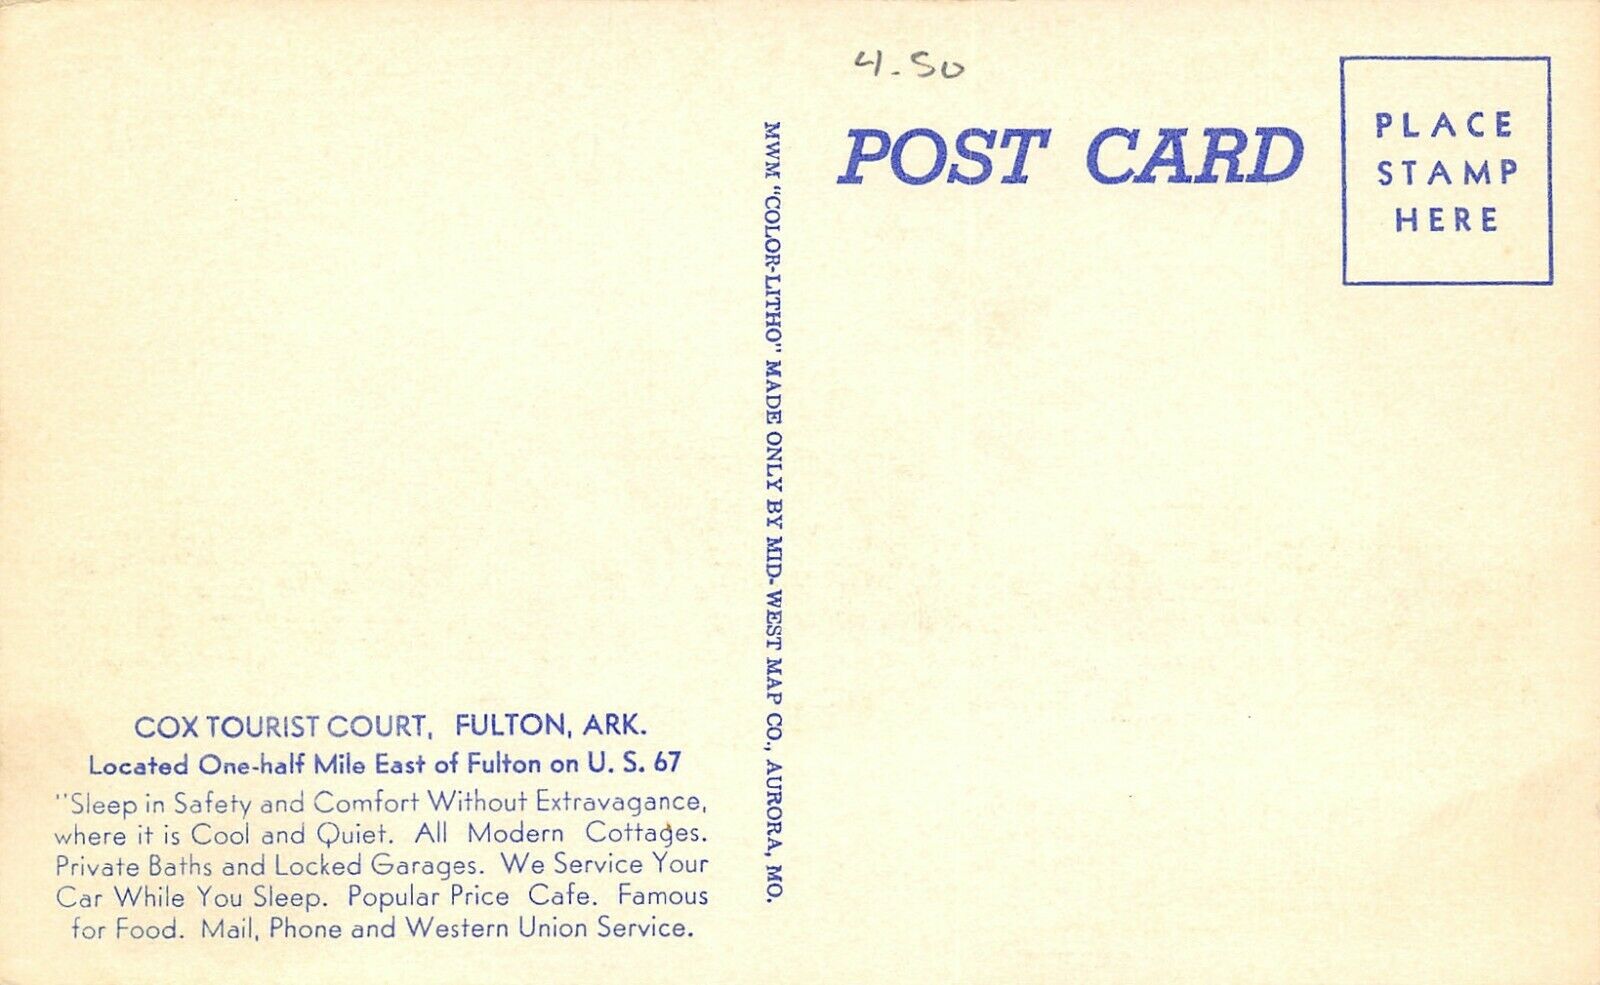 COX TOURIST COURT, FULTON, ARK.
Located One-half Mile East of Fulton on U. S. 67
"Sleep in Safety and Comfort Without Extravagance,
where it is Cool and Quiet. All Modern Cottages.
Private Baths and Locked Garages. We Service Your
Car While You Sleep. Popular Price Cafe. Famous
for Food. Mail, Phone and Western Union Service.
MWM "COLOR-LITHO" MADE ONLY BY MID-WEST MAP CO., AURORA, MO.
4.50
POST CARD
PLACE
STAMP
HERE